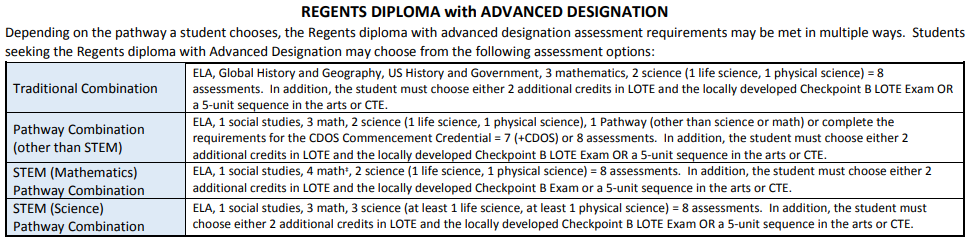 REGENTS DIPLOMA with ADVANCED DESIGNATION
Depending on the pathway a student chooses, the Regents diploma with advanced designation assessment requirements may be met in multiple ways. Students
seeking the Regents diploma with Advanced Designation may choose from the following assessment options:
Traditional Combination
ELA, Global History and Geography, US History and Government, 3 mathematics, 2 science (1 life science, 1 physical science) = 8
assessments. In addition, the student must choose either 2 additional credits in LOTE and the locally developed Checkpoint B LOTE Exam OR
a 5-unit sequence in the arts or CTE.
Pathway Combination
(other than STEM)
ELA, 1 social studies, 3 math, 2 science (1 life science, 1 physical science), 1 Pathway (other than science or math) or complete the
requirements for the CDOS Commencement Credential = 7 (+CDOS) or 8 assessments. In addition, the student must choose either 2
additional credits in LOTE and the locally developed Checkpoint B LOTE Exam OR a 5-unit sequence in the arts or CTE.
STEM (Mathematics)
Pathway Combination
ELA, 1 social studies, 4 math‡, 2 science (1 life science, 1 physical science) = 8 assessments. In addition, the student must choose either 2
additional credits in LOTE and the locally developed Checkpoint B Exam or a 5-unit sequence in the arts or CTE.
STEM (Science)
Pathway Combination
ELA, 1 social studies, 3 math, 3 science (at least 1 life science, at least 1 physical science) = 8 assessments. In addition, the student must
choose either 2 additional credits in LOTE and the locally developed Checkpoint B LOTE Exam OR a 5-unit sequence in the arts or CTE.